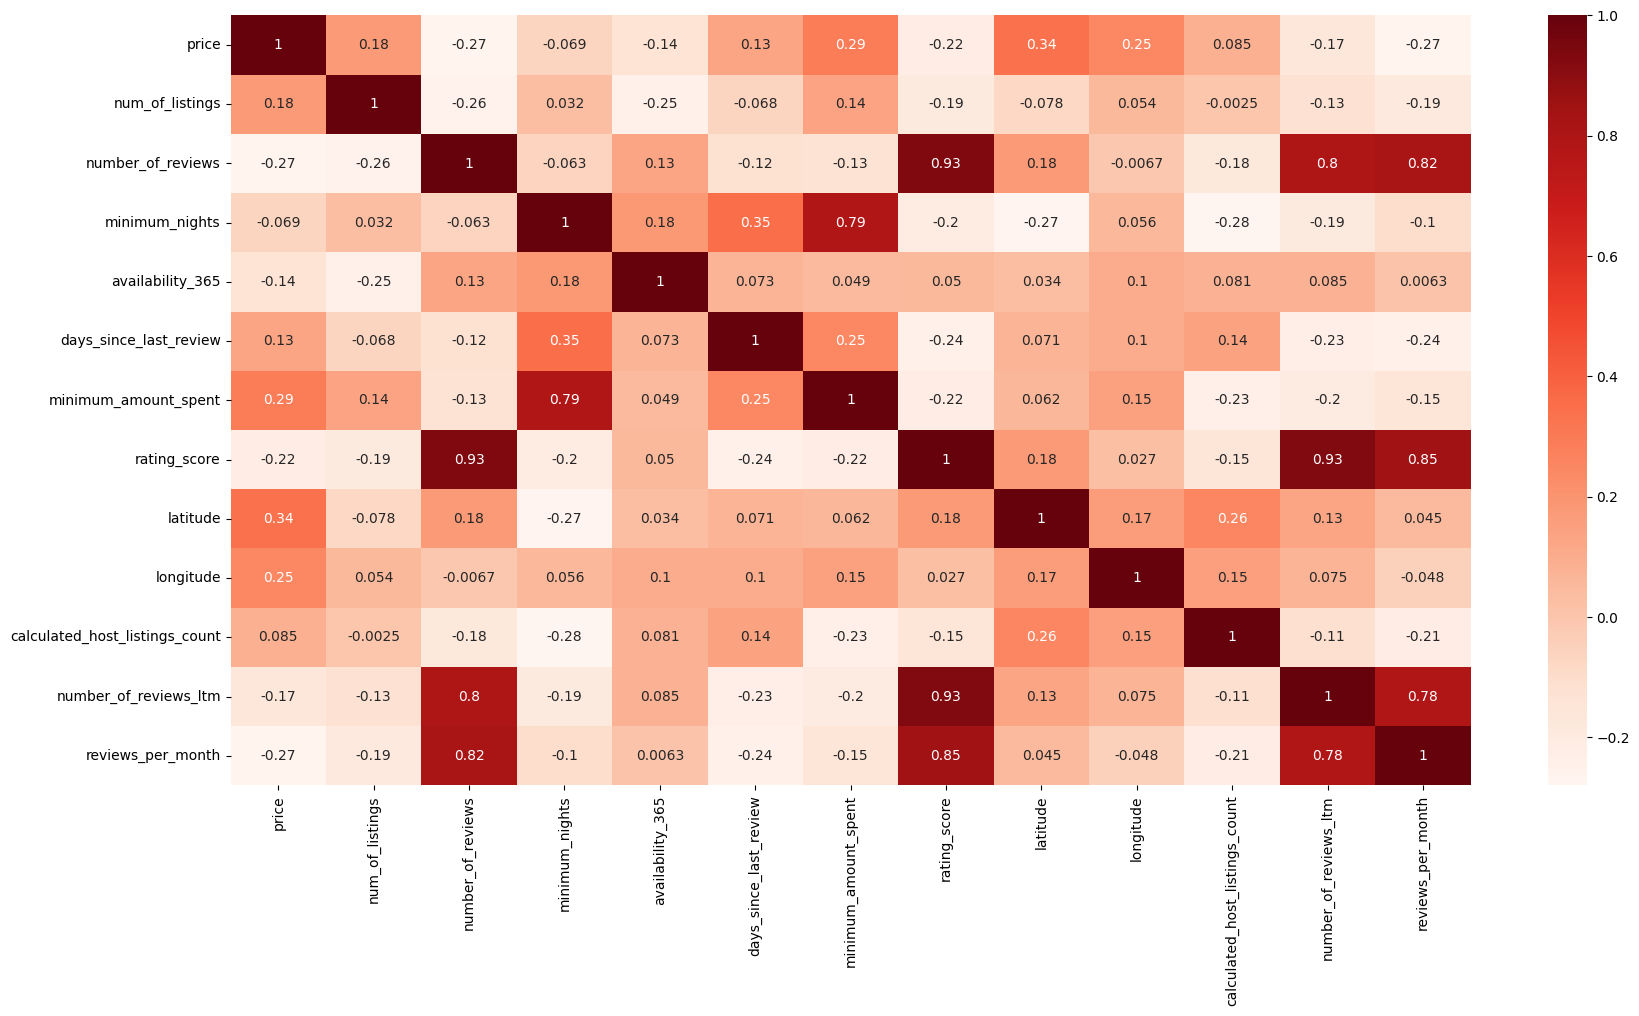 price 1 0.18 -0.27 -0.069 -0.14 0.13 0.29 -0.22 0.34 0.25 0.085 -0.17 -0.27
num_of_listings 0.18 1 -0.26 0.032 -0.25 -0.068 0.14 -0.19 -0.078 0.054 -0.0025 -0.13 -0.19
number_of_reviews -0.27 -0.26 1 -0.063 0.13 -0.12 -0.13 0.93 0.18 -0.0067 -0.18 0.8 0.82
minimum_nights -0.069 0.032 -0.063 1 0.18 0.35 0.79 -0.2 -0.27 0.056 -0.28 -0.19 -0.1
availability_365 -0.14 -0.25 0.13 0.18 1 0.073 0.049 0.05 0.034 0.1 0.081 0.085 0.0063
days_since_last_review 0.13 -0.068 -0.12 0.35 0.073 1 0.25 -0.24 0.071 0.1 0.14 -0.23 -0.24
minimum_amount_spent 0.29 0.14 -0.13 0.79 0.049 0.25 1 -0.22 0.062 0.15 -0.23 -0.2 -0.15
rating_score -0.22 -0.19 0.93 -0.2 0.05 -0.24 -0.22 1 0.18 0.027 -0.15 0.93 0.85
latitude 0.34 -0.078 0.18 -0.27 0.034 0.071 0.062 0.18 1 0.17 0.26 0.13 0.045
longitude 0.25 0.054 -0.0067 0.056 0.1 0.1 0.15 0.027 0.17 1 0.15 0.075 -0.048
calculated_host_listings_count 0.085 -0.0025 -0.18 -0.28 0.081 0.14 -0.23 -0.15 0.26 0.15 1 -0.11 -0.21
number_of_reviews_ltm -0.17 -0.13 0.8 -0.19 0.085 -0.23 -0.2 0.93 0.13 0.075 -0.11 1 0.78
reviews_per_month -0.27 -0.19 0.82 -0.1 0.0063 -0.24 -0.15 0.85 0.045 -0.048 -0.21 0.78 1
price
num_of_listings
number_of_reviews
minimum_nights
availability_365
days_since_last_review
minimum_amount_spent
rating_score
latitude
longitude
calculated_host_listings_count
number_of_reviews_ltm
reviews_per_month
1.0
0.8
0.6
0.4
0.2
0.0
−0.2